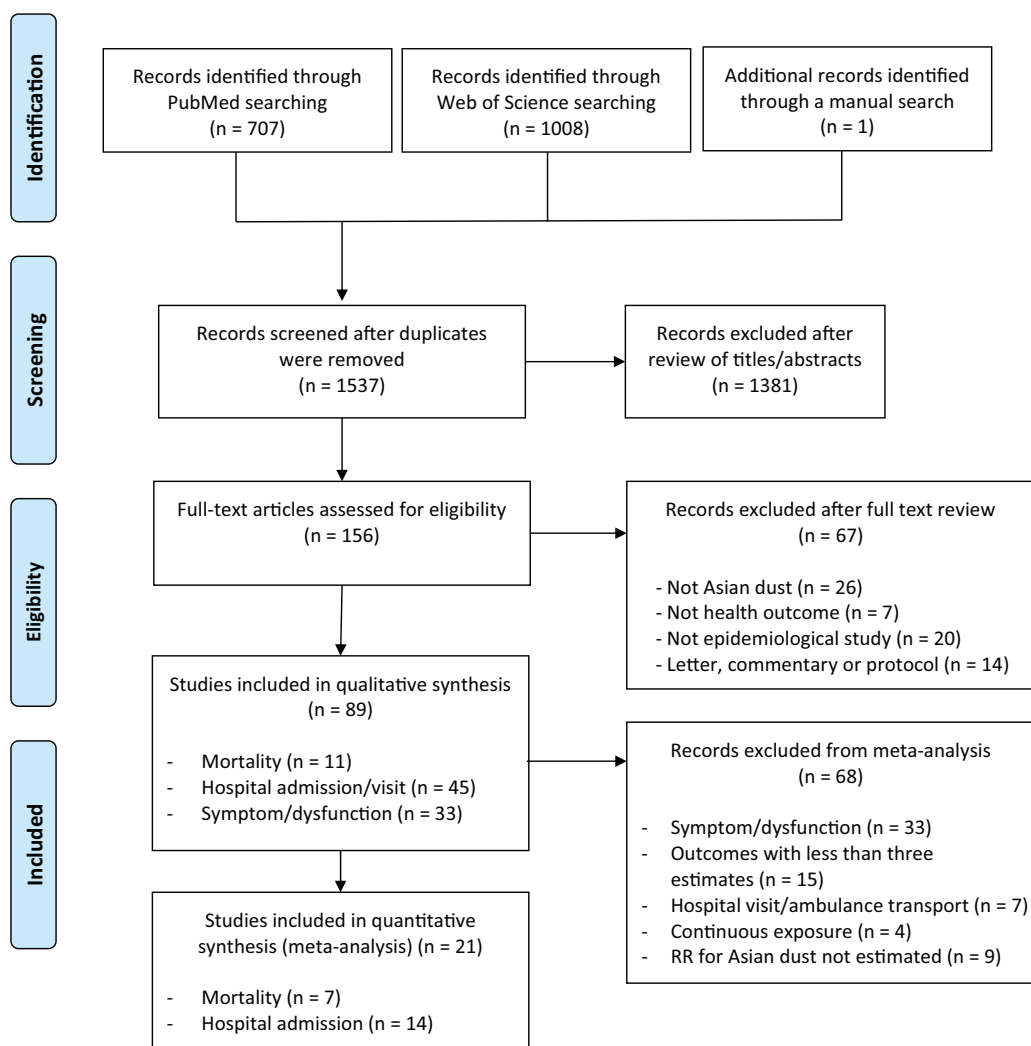 Identification
Records identified through
PubMed searching
(n = 707)
Records identified through
Web of Science searching
(n = 1008)
Additional records identified
through a manual search
(n = 1)
Screening
Records screened after duplicates
were removed
(n = 1537)
Records excluded after
review of titles/abstracts
(n = 1381)
Eligibility
Full-text articles assessed for eligibility
(n = 156)
Records excluded after full text review
(n = 67)
- Not Asian dust (n = 26)
- Not health outcome (n = 7)
- Not epidemiological study (n = 20)
- Letter, commentary or protocol (n = 14)
Studies included in qualitative synthesis
(n = 89)
- Mortality (n = 11)
- Hospital admission/visit (n = 45)
- Symptom/dysfunction (n = 33)
Included
Records excluded from meta-analysis
(n = 68)
- Symptom/dysfunction (n = 33)
- Outcomes with less than three
estimates (n = 15)
- Hospital visit/ambulance transport (n = 7)
- Continuous exposure (n = 4)
- RR for Asian dust not estimated (n = 9)
Studies included in quantitative
synthesis (meta-analysis) (n = 21)
- Mortality (n = 7)
- Hospital admission (n = 14)